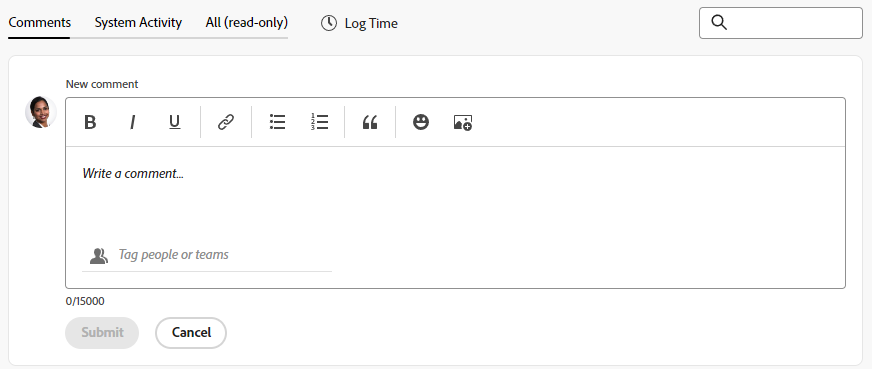 Comments System Activity All (read-only) Log Time
New comment
B I U
Write a comment...
Tag people or teams
0/15000
Submit Cancel